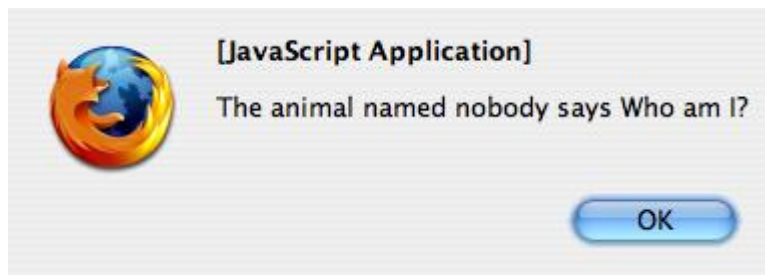 [JavaScript Application]
The animal named nobody says Who am I?
OK